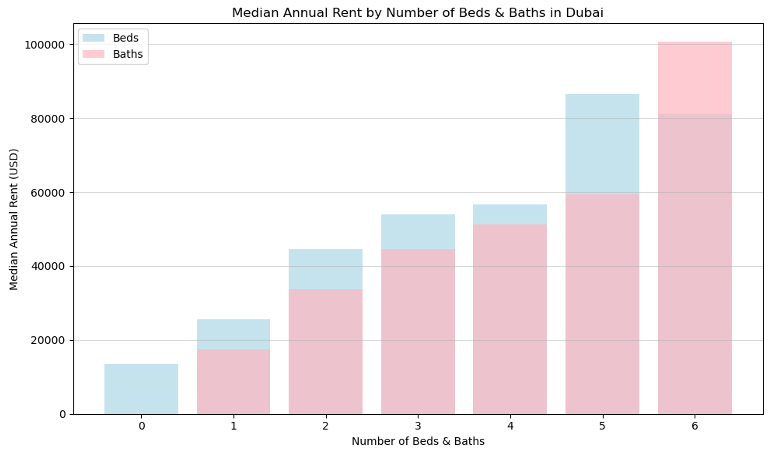 Median Annual Rent by Number of Beds & Baths in Dubai
Beds
Baths
100000
80000
60000
40000
20000
0
Median Annual Rent (USD)
0 1 2 3 4 5 6
Number of Beds & Baths